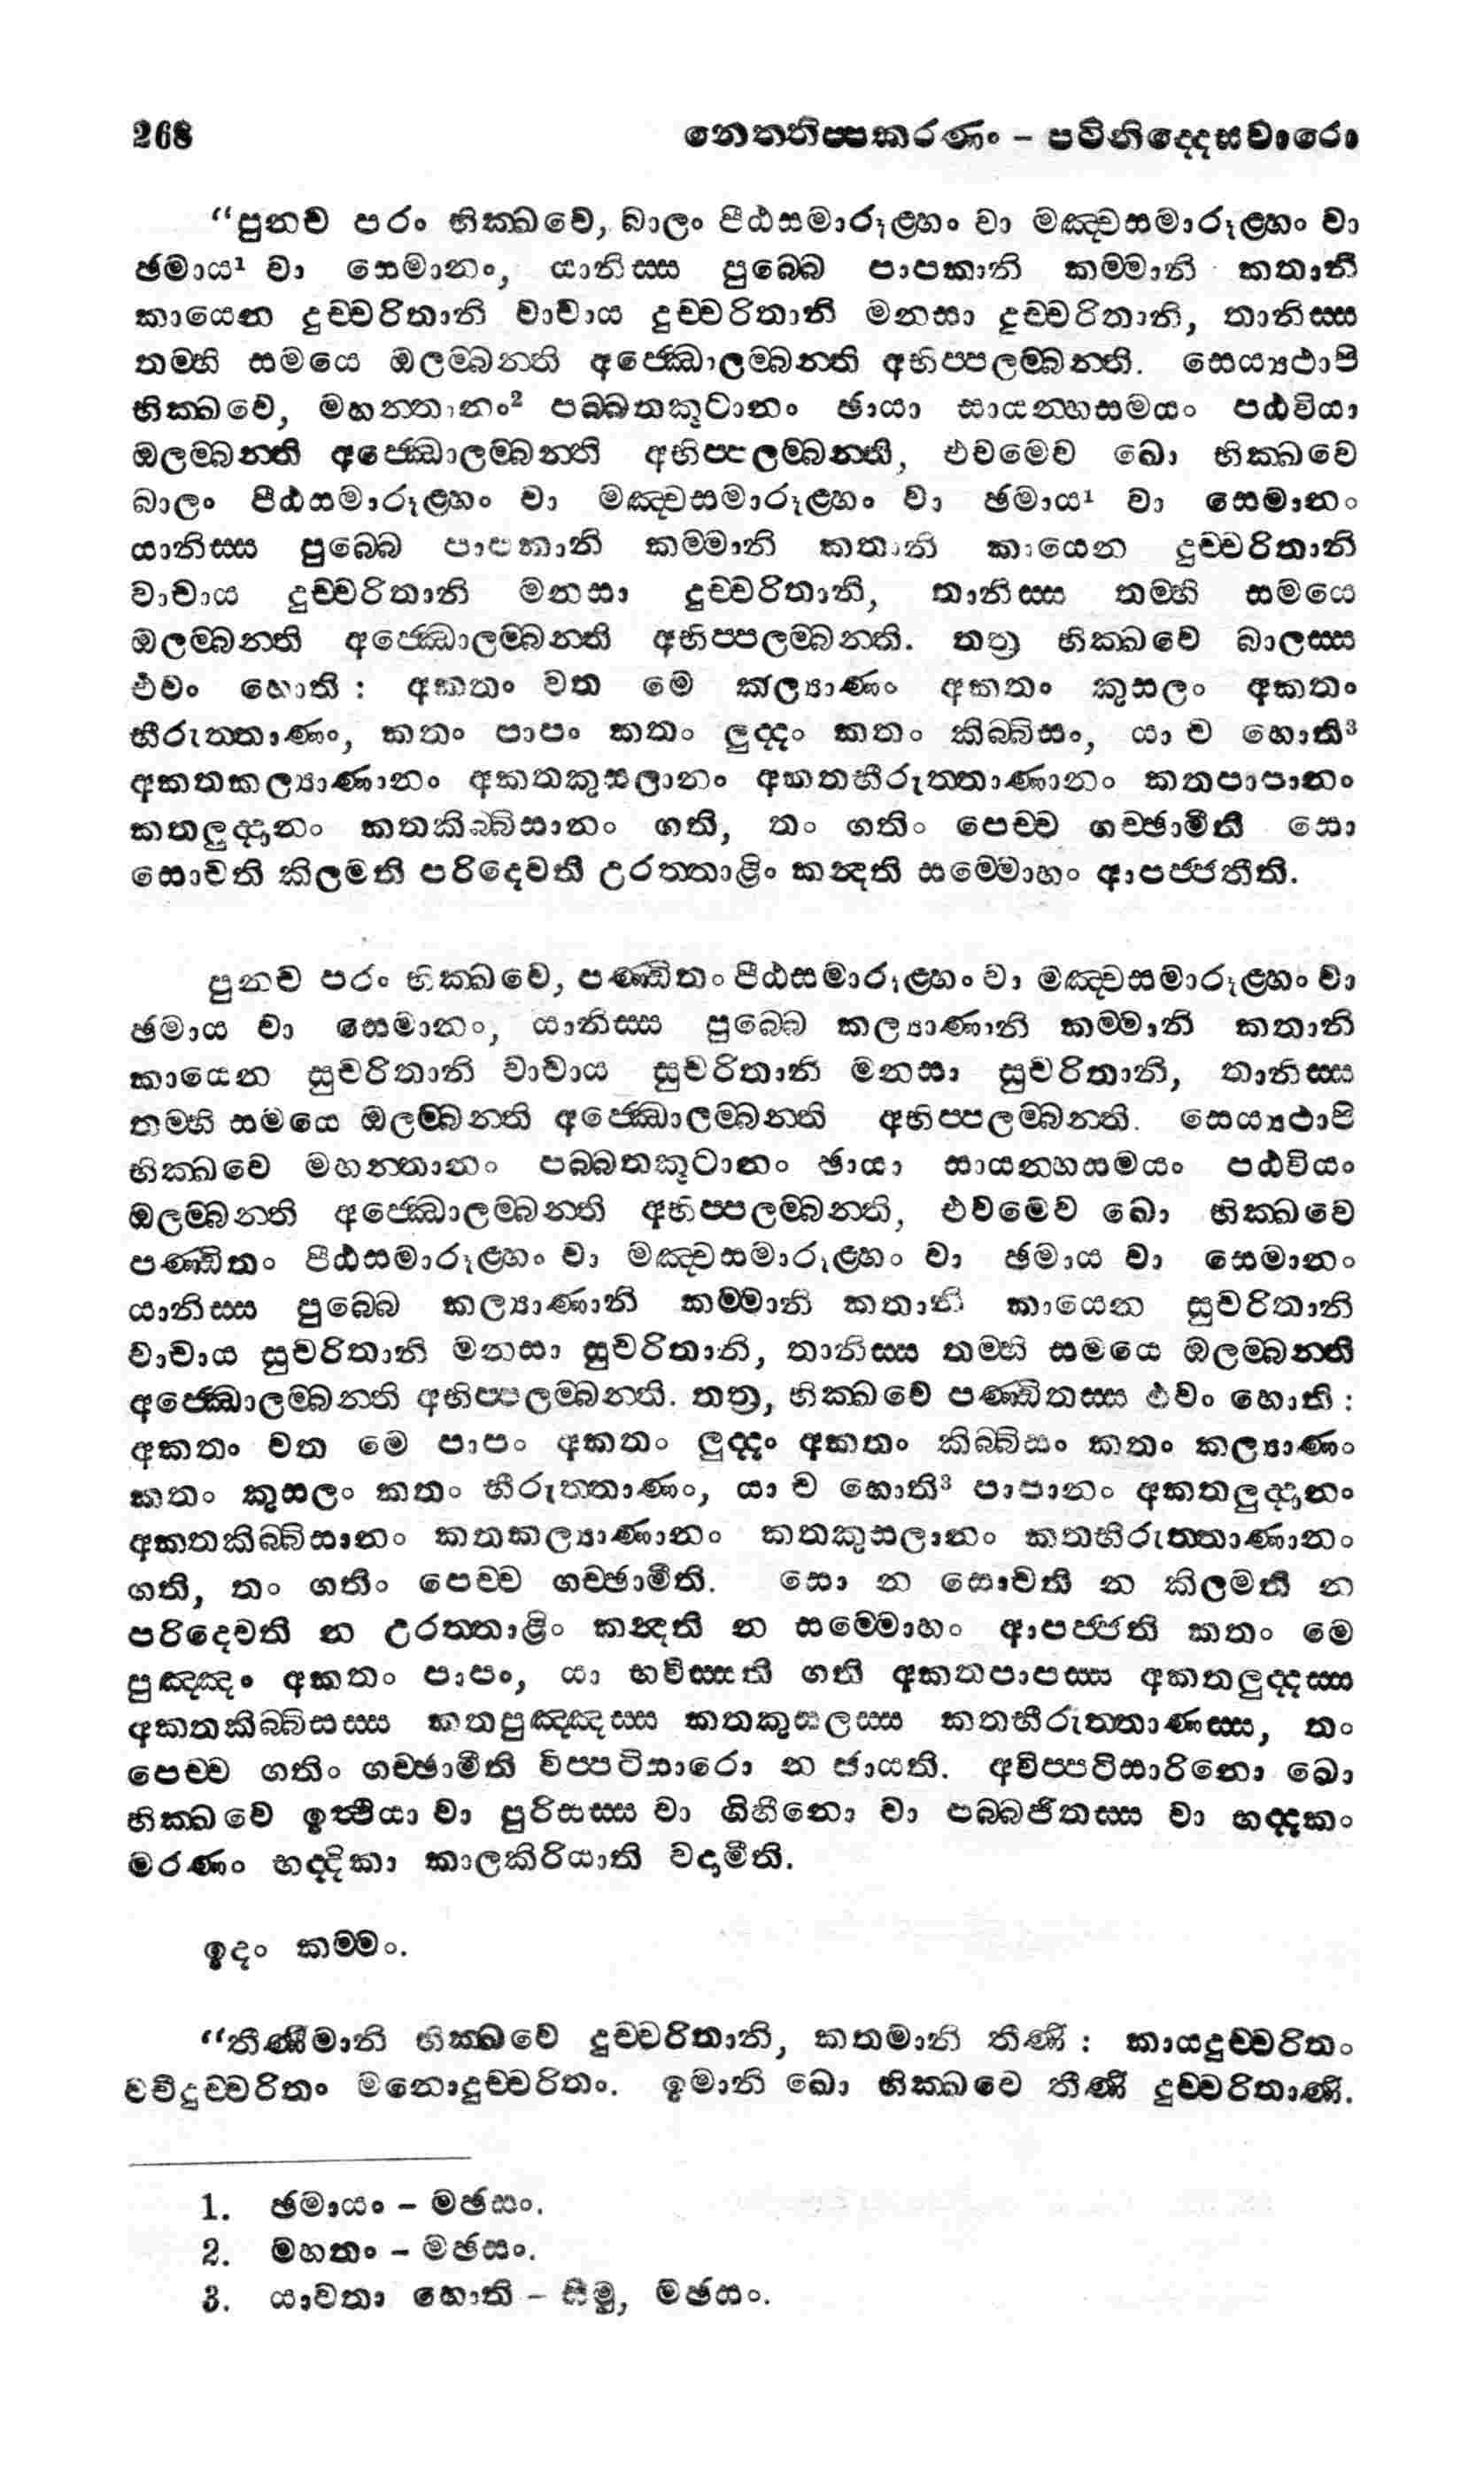 268 නෙත්තිප්පකරණං – පටිනිද්දෙසවාරො
“පුනච පරං භික්ඛවෙ, බාලං පීඨසමාරූළ්හං වා මඤ්චසමාරූළ්හං වා
ඡමාය¹ වා සෙමානං, යානිස්ස පුබ්බෙ පාපකානි කම්මානි කතානි
කායෙන දුච්චරිතානි වාචාය දුච්චරිතානි මනසා දුච්චරිතානි, තානිස්ස
තම්හි සමයෙ ඔලම්බන්ති අජ්ඣොලම්බන්ති අභිප්පලම්බන්ති. සෙය්‍යථාපි
භික්ඛවෙ, මහන්තානං² පබ්බතකූටානං ඡායා සායන්හසමයං පඨවියා
ඔලම්බන්ති අජ්ඣොලම්බන්ති අභිප්පලම්බන්ති, එවමෙව ඛො භික්ඛවෙ
බාලං පීඨසමාරූළ්හං වා මඤ්චසමාරූළ්හං වා ඡමාය¹ වා සෙමානං
යානිස්ස පුබ්බෙ පාපකානි කම්මානි කතානි කායෙන දුච්චරිතානි
වාචාය දුච්චරිතානි මනසා දුච්චරිතානි, තානිස්ස තම්හි සමයෙ
ඔලම්බන්ති අජ්ඣොලම්බන්ති අභිප්පලම්බන්ති. තත්‍ර භික්ඛවෙ බාලස්ස
එවං හොති : අකතං වත මෙ කල්‍යාණං අකතං කුසලං අකතං
භීරුත්තාණං, කතං පාපං කතං ලුද්දං කතං කිබ්බිසං, යා ච හොති³
අකතකල්‍යාණානං අකතකුසලානං අකතභීරුත්තාණානං කතපාපානං
කතලුද්දානං කතකිබ්බිසානං ගති, තං ගතිං පෙච්ච ගච්ඡාමීති සො
සොචති කිලමති පරිදෙවති උරත්තාළිං කන්දති සම්මොහං ආපජ්ජතීති.
පුනච පරං භික්ඛවෙ, පණ්ඩිතං පීඨසමාරූළ්හං වා මඤ්චසමාරූළ්හං වා
ඡමාය වා සෙමානං, යානිස්ස පුබ්බෙ කල්‍යාණානි කම්මානි කතානි
කායෙන සුචරිතානි වාචාය සුචරිතානි මනසා සුචරිතානි, තානිස්ස
තම්හි සමයෙ ඔලම්බන්ති අජ්ඣොලම්බන්ති අභිප්පලම්බන්ති. සෙය්‍යථාපි
භික්ඛවෙ මහන්තානං පබ්බතකූටානං ඡායා සායන්හසමයං පඨවියං
ඔලම්බන්ති අජ්ඣොලම්බන්ති අභිප්පලම්බන්ති, එවමෙව ඛො භික්ඛවෙ
පණ්ඩිතං පීඨසමාරූළ්හං වා මඤ්චසමාරූළ්හං වා ඡමාය වා සෙමානං
යානිස්ස පුබ්බෙ කල්‍යාණානි කම්මානි කතානි කායෙන සුචරිතානි
වාචාය සුචරිතානි මනසා සුචරිතානි, තානිස්ස තම්හි සමයෙ ඔලම්බන්ති
අජ්ඣොලම්බන්ති අභිප්පලම්බන්ති. තත්‍ර, භික්ඛවෙ පණ්ඩිතස්ස එවං හොති :
අකතං වත මෙ පාපං අකතං ලුද්දං අකතං කිබ්බිසං කතං කල්‍යාණං
කතං කුසලං කතං භීරුත්තාණං, යා ච හොති³ පාපානං අකතලුද්දානං
අකතකිබ්බිසානං කතකල්‍යාණානං කතකුසලානං කතභීරුත්තාණානං
ගති, තං ගතිං පෙච්ච ගච්ඡාමීති. සො න සොචති න කිලමති න
පරිදෙවති න උරත්තාළිං කන්දති න සම්මොහං ආපජ්ජති කතං මෙ
පුඤ්ඤං අකතං පාපං, යා භවිස්සති ගති අකතපාපස්ස අකතලුද්දස්ස
අකතකිබ්බිසස්ස කතපුඤ්ඤස්ස කතකුසලස්ස කතභීරුත්තාණස්ස, තං
පෙච්ච ගතිං ගච්ඡාමීති විප්පටිසාරො න ජායති. අවිප්පටිසාරිනො ඛො
භික්ඛවෙ ඉත්ථියා වා පුරිසස්ස වා ගිහිනො වා පබ්බජිතස්ස වා භද්දකං
මරණං භද්දිකා කාලකිරියාති වදාමීති.
ඉදං කම්මං.
“තීණිමානි භික්ඛවෙ දුච්චරිතානි, කතමානි තීණි : කායදුච්චරිතං
වචීදුච්චරිතං මනොදුච්චරිතං. ඉමානි ඛො භික්ඛවෙ තීණි දුච්චරිතාණි.
1. ඡමායං – මඡසං.
2. මහතං – මඡසං.
3. යාවතා හොති – සීමු, මඡසං.